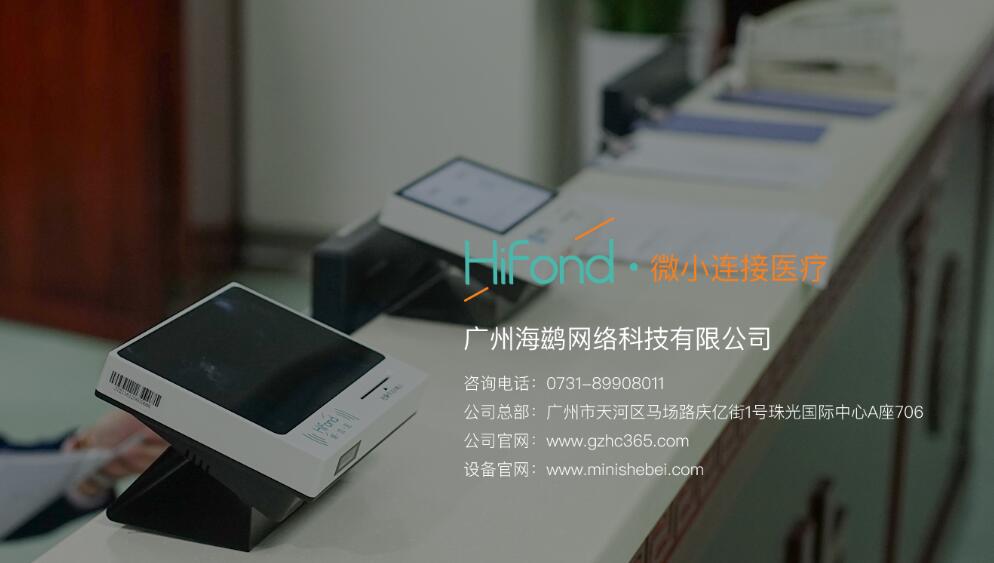 HiFond·微小连接医疗
广州海鹚网络科技有限公司
咨询电话：0731-89908011
公司总部：广州市天河区马场路庆亿街1号珠光国际中心A座706
公司官网：www.gzhc365.com
设备官网：www.minishebei.com
HiFond